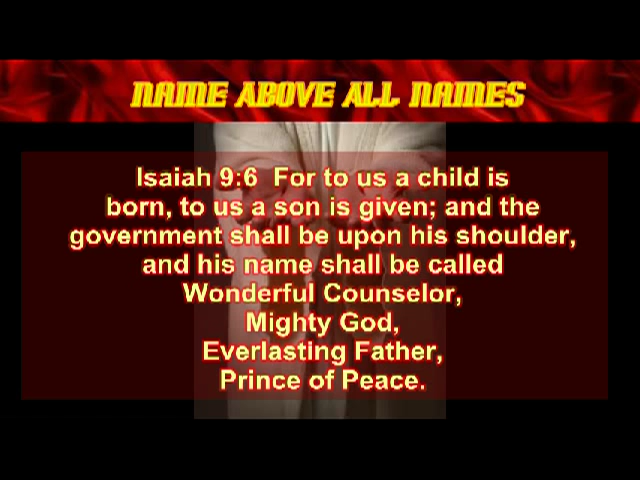 NAME ABOVE ALL NAMES
Isaiah 9:6  For to us a child is
born, to us a son is given; and the
government shall be upon his shoulder,
and his name shall be called
Wonderful Counselor,
Mighty God,
Everlasting Father,
Prince of Peace.